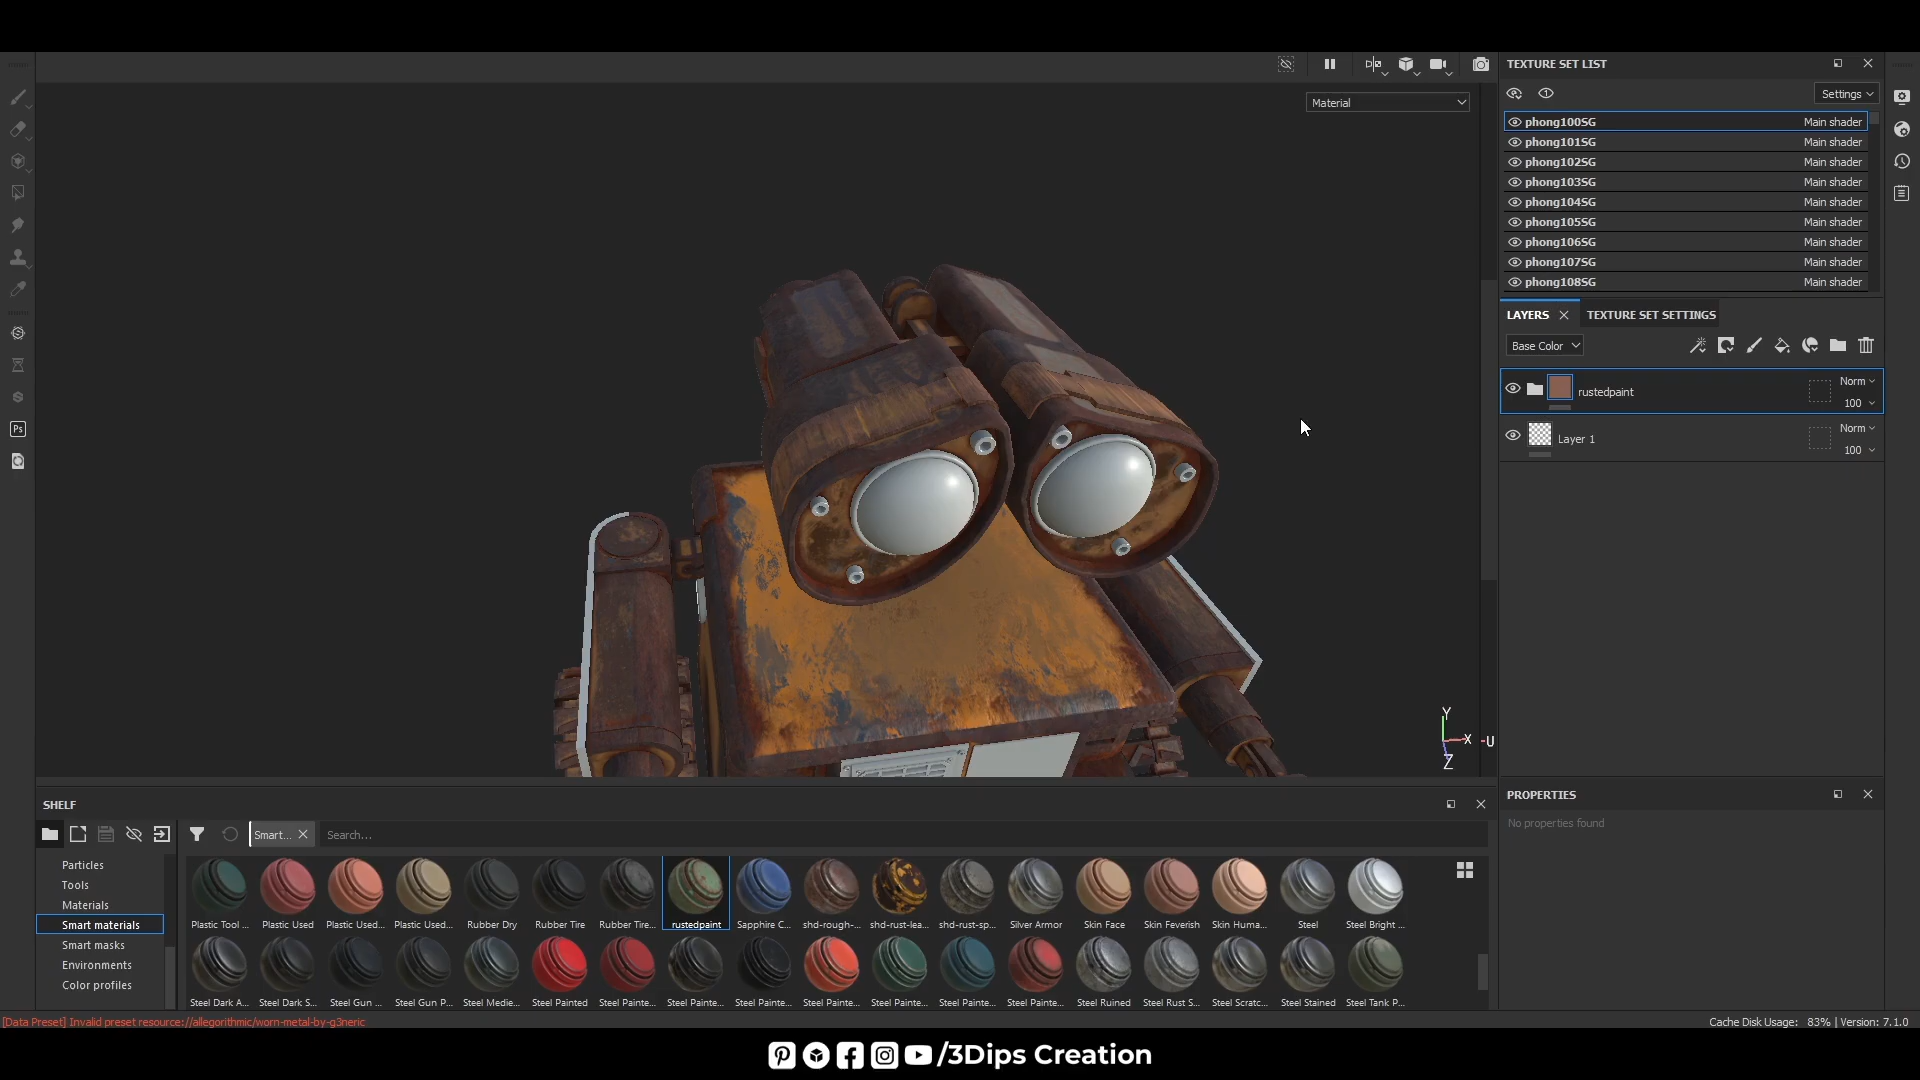 TEXTURE SET LIST
Material
Settings
phong100SG Main shader
phong101SG Main shader
phong102SG Main shader
phong103SG Main shader
phong104SG Main shader
phong105SG Main shader
phong106SG Main shader
phong107SG Main shader
phong108SG Main shader
LAYERS TEXTURE SET SETTINGS
Base Color
rustedpaint Norm
100
Layer 1 Norm
100
Y
X -U
Z
PROPERTIES
No properties found
SHELF
Smart... Search...
Particles
Tools
Materials
Smart materials
Smart masks
Environments
Color profiles
Plastic Tool ... Plastic Used Plastic Used... Plastic Used... Rubber Dry Rubber Tire Rubber Tire... rustedpaint Sapphire C... shd-rough-... shd-rust-lea... shd-rust-sp... Silver Armor Skin Face Skin Feverish Skin Huma... Steel Steel Bright ...
Steel Dark A... Steel Dark S... Steel Gun ... Steel Gun P... Steel Medie... Steel Painted Steel Painte... Steel Painte... Steel Painte... Steel Painte... Steel Painte... Steel Painte... Steel Painte... Steel Ruined Steel Rust S... Steel Scratc... Steel Stained Steel Tank P...
[Data Preset] Invalid preset resource://allegorithmic/worn-metal-by-g3neric
Cache Disk Usage: 83% | Version: 7.1.0
/3Dips Creation
Ps